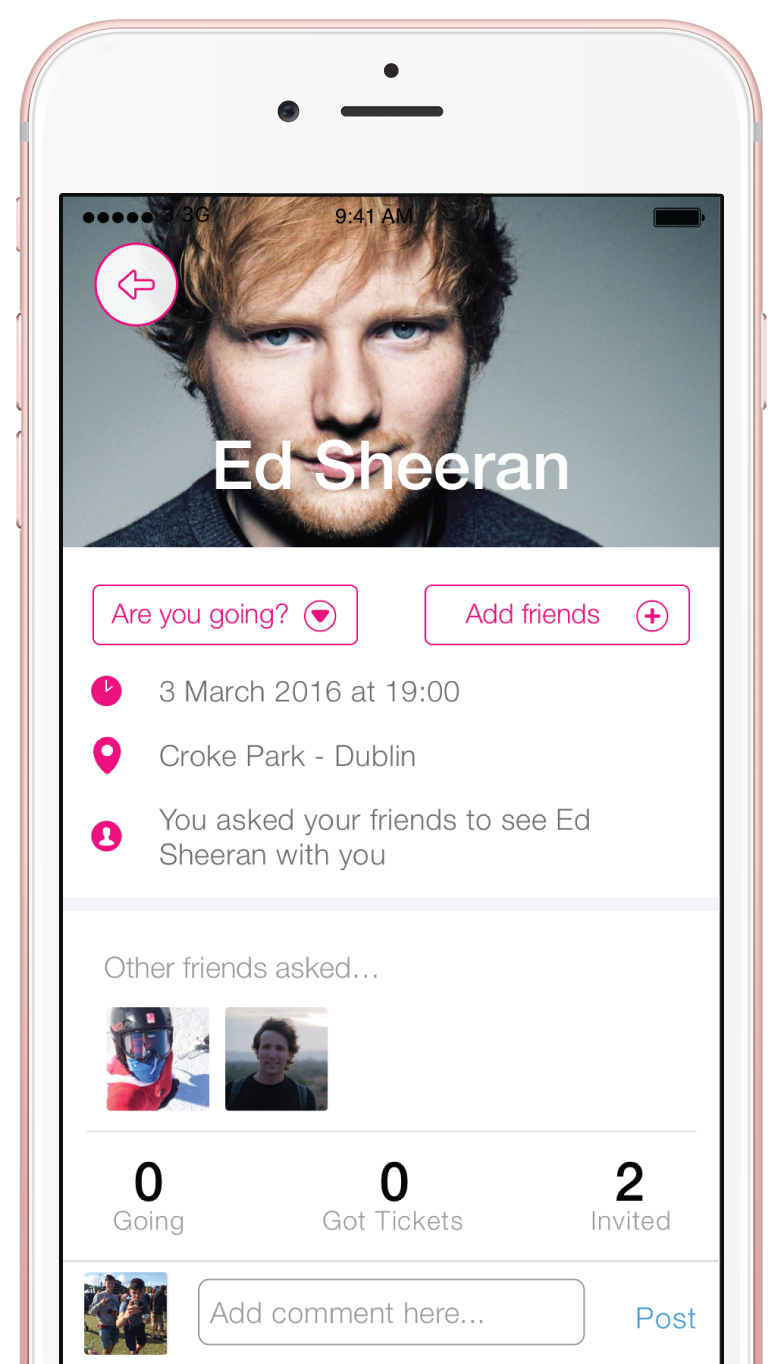 3 3G 9:41 AM
Ed Sheeran
Are you going? Add friends
3 March 2016 at 19:00
Croke Park - Dublin
You asked your friends to see Ed
Sheeran with you
Other friends asked...
0 0 2
Going Got Tickets Invited
Add comment here... Post